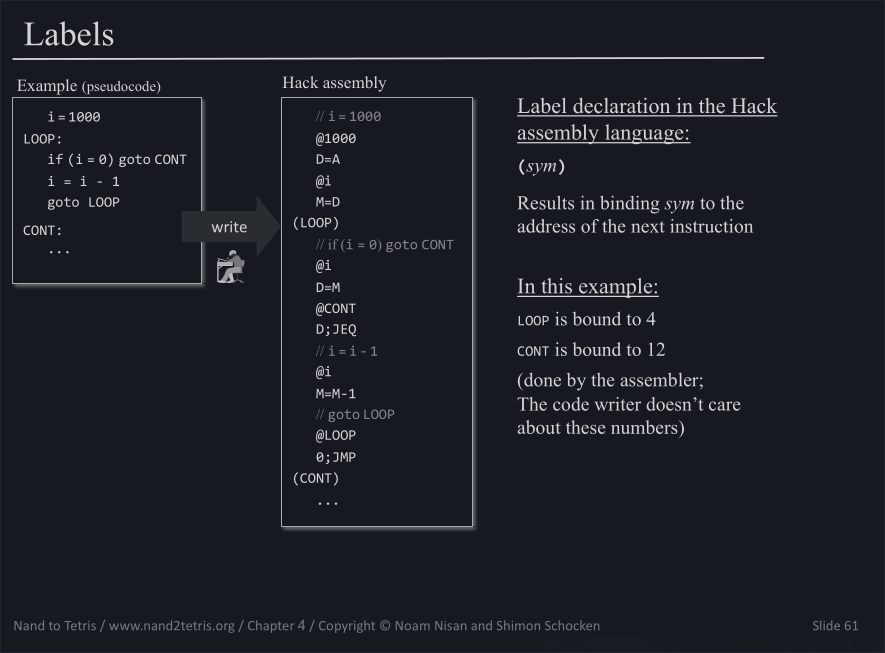 Labels
Example (pseudocode)
i = 1000
LOOP:
if (i = 0) goto CONT
i = i - 1
goto LOOP
CONT:
...
write
Hack assembly
// i = 1000
@1000
D=A
@i
M=D
(LOOP)
// if (i = 0) goto CONT
@i
D=M
@CONT
D;JEQ
// i = i - 1
@i
M=M-1
// goto LOOP
@LOOP
0;JMP
(CONT)
...
Label declaration in the Hack
assembly language:
(sym)
Results in binding sym to the
address of the next instruction
In this example:
LOOP is bound to 4
CONT is bound to 12
(done by the assembler;
The code writer doesn’t care
about these numbers)
Nand to Tetris / www.nand2tetris.org / Chapter 4 / Copyright © Noam Nisan and Shimon Schocken
Slide 61